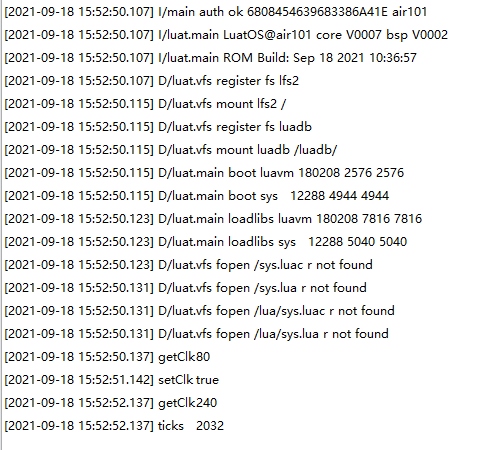 [2021-09-18 15:52:50.107] I/main auth ok 6808454639683386A41E air101
[2021-09-18 15:52:50.107] I/luat.main LuatOS@air101 core V0007 bsp V0002
[2021-09-18 15:52:50.107] I/luat.main ROM Build: Sep 18 2021 10:36:57
[2021-09-18 15:52:50.107] D/luat.vfs register fs lfs2
[2021-09-18 15:52:50.115] D/luat.vfs mount lfs2 /
[2021-09-18 15:52:50.115] D/luat.vfs register fs luadb
[2021-09-18 15:52:50.115] D/luat.vfs mount luadb /luadb/
[2021-09-18 15:52:50.115] D/luat.main boot luavm 180208 2576 2576
[2021-09-18 15:52:50.115] D/luat.main boot sys   12288 4944 4944
[2021-09-18 15:52:50.123] D/luat.main loadlibs luavm 180208 7816 7816
[2021-09-18 15:52:50.123] D/luat.main loadlibs sys   12288 5040 5040
[2021-09-18 15:52:50.123] D/luat.vfs fopen /sys.luac r not found
[2021-09-18 15:52:50.131] D/luat.vfs fopen /sys.lua r not found
[2021-09-18 15:52:50.131] D/luat.vfs fopen /lua/sys.luac r not found
[2021-09-18 15:52:50.131] D/luat.vfs fopen /lua/sys.lua r not found
[2021-09-18 15:52:50.137] getClk 80
[2021-09-18 15:52:51.142] setClk true
[2021-09-18 15:52:52.137] getClk 240
[2021-09-18 15:52:52.137] ticks   2032